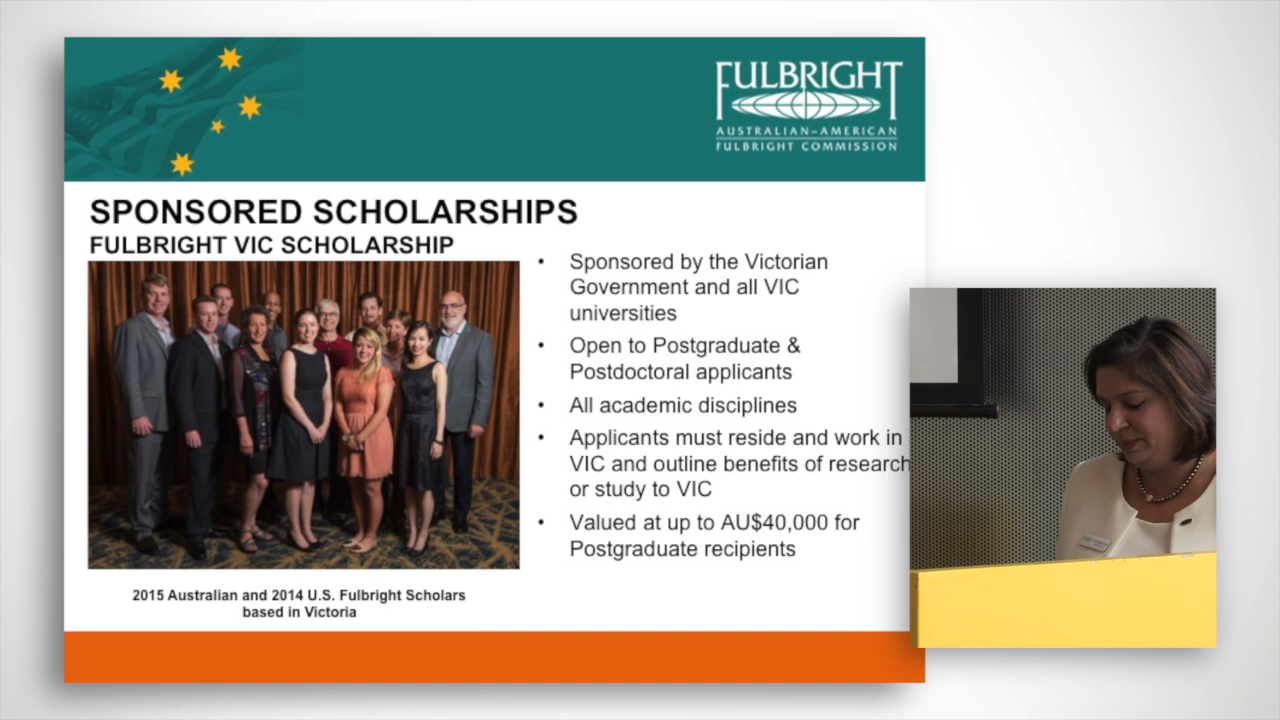 FULBRIGHT
AUSTRALIAN-AMERICAN
FULBRIGHT COMMISSION
SPONSORED SCHOLARSHIPS
FULBRIGHT VIC SCHOLARSHIP
• Sponsored by the Victorian
Government and all VIC
universities
• Open to Postgraduate &
Postdoctoral applicants
• All academic disciplines
• Applicants must reside and work in
VIC and outline benefits of research
or study to VIC
• Valued at up to AU$40,000 for
Postgraduate recipients
2015 Australian and 2014 U.S. Fulbright Scholars
based in Victoria